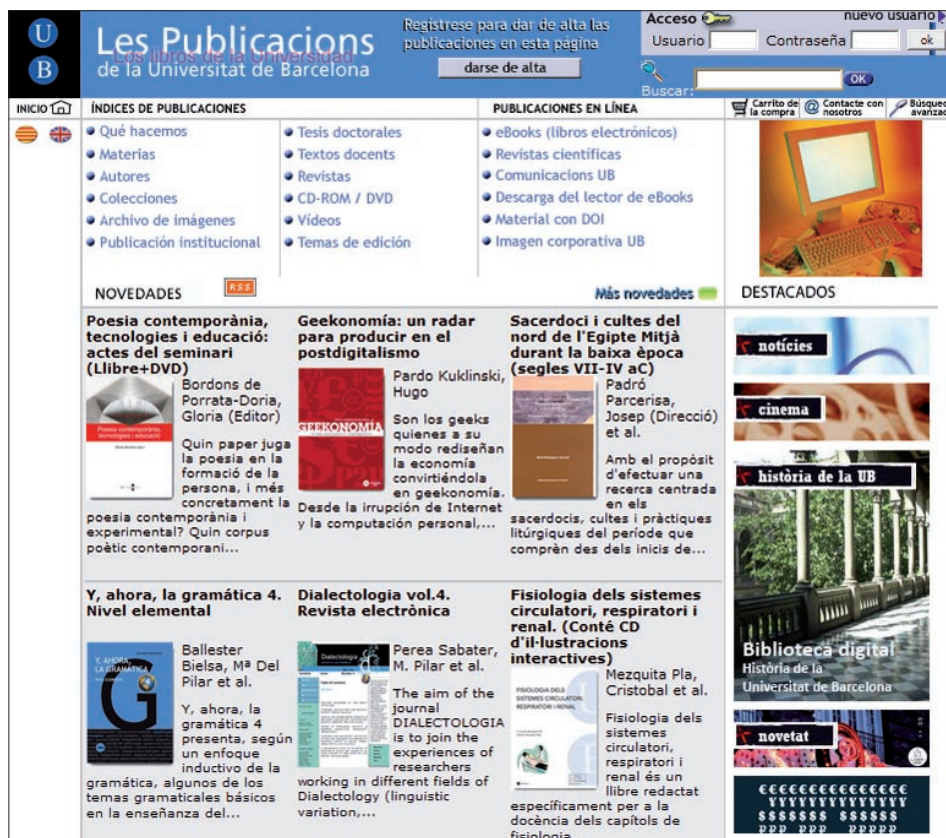 U
B
Les Publicacions
Los libros de la Universidad
de la Universitat de Barcelona
Regístrese para dar de alta las
publicaciones en esta página
darse de alta
Acceso
nuevo usuario
Usuario
Contraseña
ok
Buscar:
OK
INICIO
ÍNDICES DE PUBLICACIONES
PUBLICACIONES EN LÍNEA
Carrito de
la compra
Contacte con
nosotros
Búsqued
avanzad
Qué hacemos
Materias
Autores
Colecciones
Archivo de imágenes
Publicación institucional
Tesis doctorales
Textos docents
Revistas
CD-ROM / DVD
Vídeos
Temas de edición
eBooks (libros electrónicos)
Revistas científicas
Comunicacions UB
Descarga del lector de eBooks
Material con DOI
Imagen corporativa UB
NOVEDADES
RSS
Más novedades
DESTACADOS
Poesia contemporània,
tecnologies i educació:
actes del seminari
(Llibre+DVD)
Poesia contemporània,
tecnologies i educació
Bordons de
Porrata-Doria,
Gloria (Editor)
Quin paper juga
la poesia en la
formació de la
persona, i més
concretament la
poesia contemporània i
experimental? Quin corpus
poètic contemporani...
Geekonomía: un radar
para producir en el
postdigitalismo
GEEKONOMÍA
Pardo Kuklinski,
Hugo
Son los geeks
quienes a su
modo rediseñan
la economía
convirtiéndola
en geekonomía.
Desde la irrupción de Internet
y la computación personal,...
Sacerdoci i cultes del
nord de l'Egipte Mitjà
durant la baixa època
(segles VII-IV aC)
Padró
Parcerisa,
Josep (Direcció)
et al.
Amb el propòsit
d'efectuar una
recerca centrada
en els
sacerdocis, cultes i pràctiques
litúrgiques del període que
comprèn des dels inicis de...
notícies
cinema
història de la UB
Biblioteca digital
Història de la
Universitat de Barcelona
novetat
€€€€€€€€€€€€€€€
YYYYYYYYYYYYYY
$$$$$$ $$$$$$
Y, ahora, la gramática 4.
Nivel elemental
Y, AHORA,
LA GRAMÁTICA
G
Ballester
Bielsa, Mª Del
Pilar et al.
Y, ahora, la
gramática 4
presenta, según
un enfoque
inductivo de la
gramática, algunos de los
temas gramaticales básicos
en la enseñanza del...
Dialectologia vol.4.
Revista electrònica
Dialectologia
Perea Sabater,
M. Pilar et al.
The aim of the
journal
DIALECTOLOGIA
is to join the
experiences of
researchers
working in different fields of
Dialectology (linguistic
variation,...
Fisiologia dels sistemes
circulatori, respiratori i
renal. (Conté CD
d'il·lustracions
interactives)
FISIOLOGIA DELS
SISTEMES CIRCULATORI,
RESPIRATORI I RENAL
Mezquita Pla,
Cristobal et al.
Fisiologia dels
sistemes
circulatori,
respiratori i
renal és un
llibre redactat
específicament per a la
docència dels capítols de
fisiologia